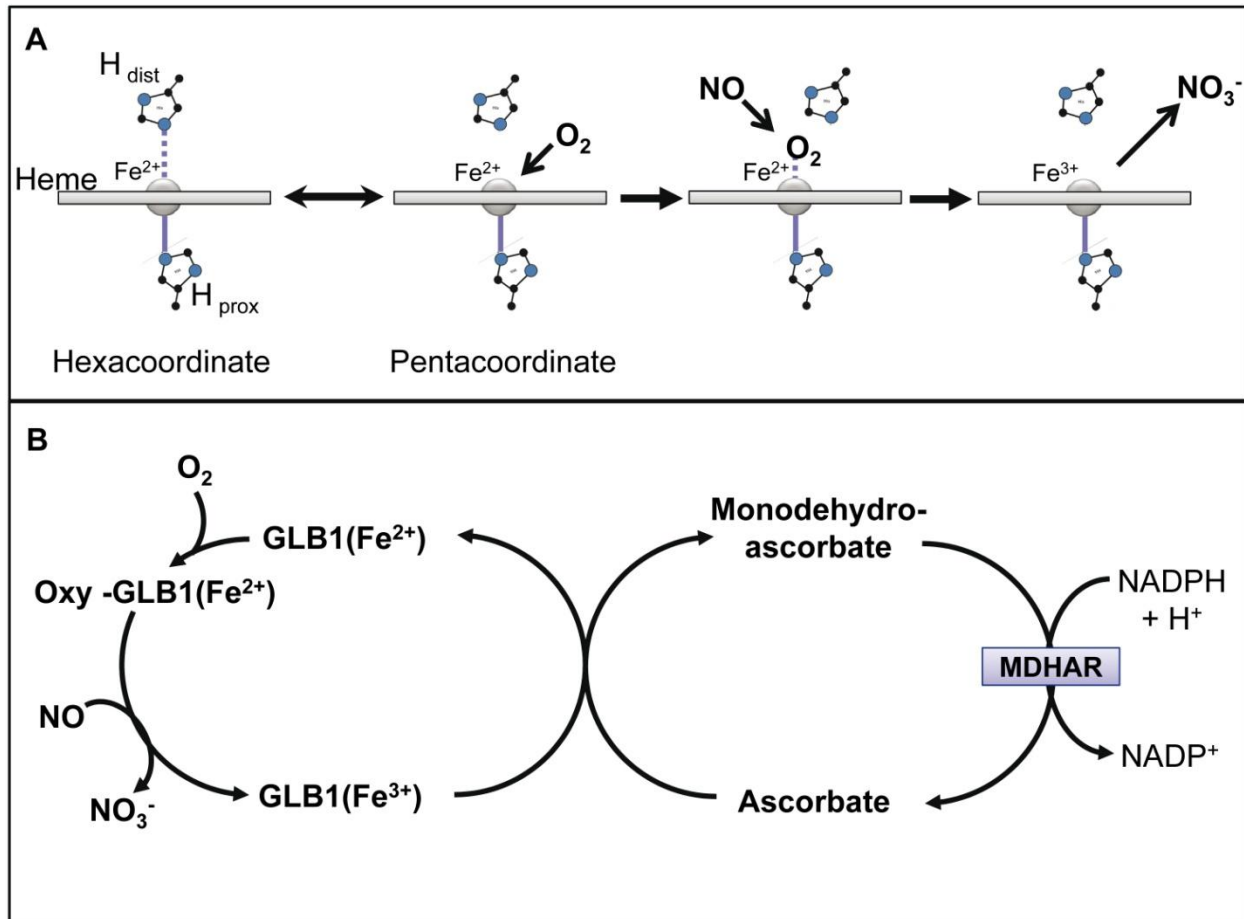 A
H dist
NO
NO₃⁻
O₂
O₂
Heme
Fe²⁺
Fe²⁺
Fe²⁺
Fe³⁺
H prox
Hexacoordinate
Pentacoordinate
B
O₂
GLB1(Fe²⁺)
Oxy -GLB1(Fe²⁺)
NO
NO₃⁻
GLB1(Fe³⁺)
Monodehydro-
ascorbate
NADPH
+ H⁺
MDHAR
NADP⁺
Ascorbate